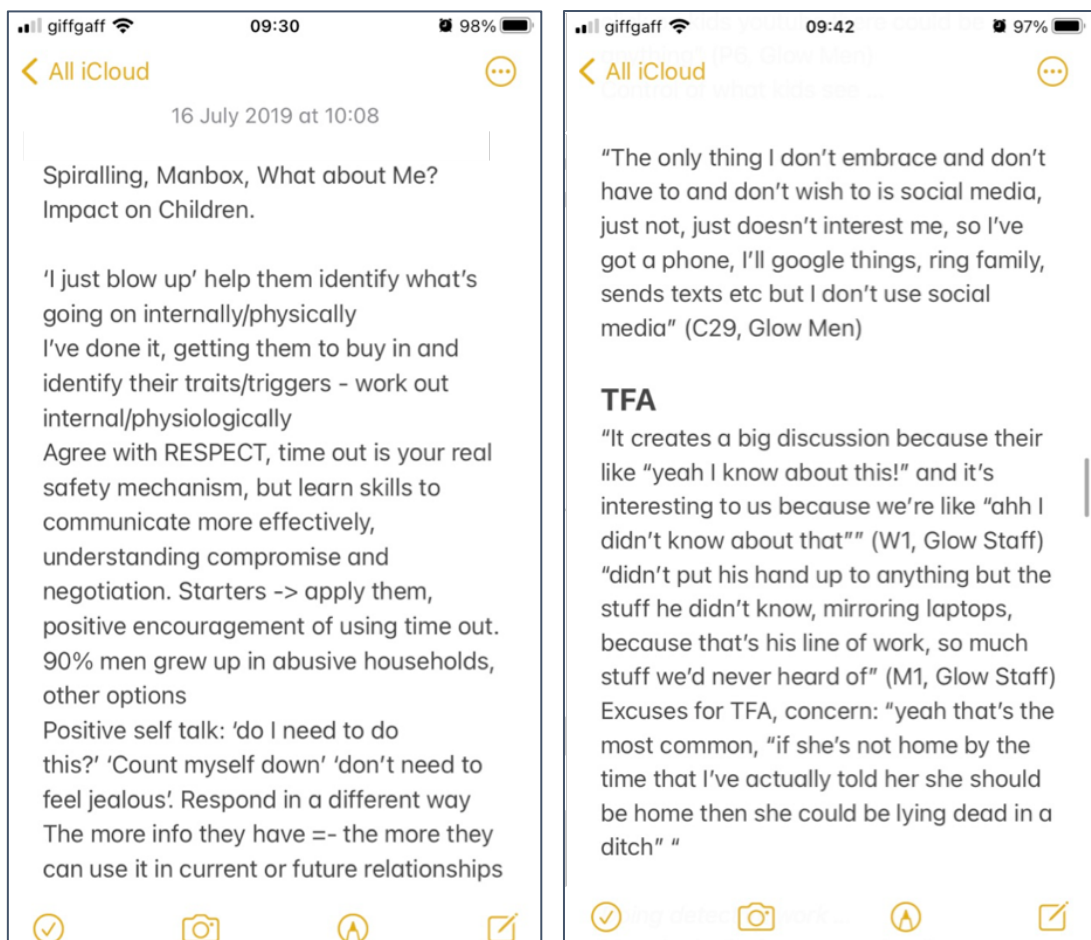 giffgaff 09:30 98%
All iCloud
16 July 2019 at 10:08
Spiralling, Manbox, What about Me?
Impact on Children.
‘I just blow up’ help them identify what’s
going on internally/physically
I’ve done it, getting them to buy in and
identify their traits/triggers - work out
internal/physiologically
Agree with RESPECT, time out is your real
safety mechanism, but learn skills to
communicate more effectively,
understanding compromise and
negotiation. Starters -> apply them,
positive encouragement of using time out.
90% men grew up in abusive households,
other options
Positive self talk: ‘do I need to do
this?’ ‘Count myself down’ ‘don’t need to
feel jealous’. Respond in a different way
The more info they have =- the more they
can use it in current or future relationships
giffgaff 09:42 97%
All iCloud
anything” (P6, Glow Men)
Control of what kids see ...
“The only thing I don’t embrace and don’t
have to and don’t wish to is social media,
just not, just doesn’t interest me, so I’ve
got a phone, I’ll google things, ring family,
sends texts etc but I don’t use social
media” (C29, Glow Men)
TFA
“It creates a big discussion because their
like “yeah I know about this!” and it’s
interesting to us because we’re like “ahh I
didn’t know about that”” (W1, Glow Staff)
“didn’t put his hand up to anything but the
stuff he didn’t know, mirroring laptops,
because that’s his line of work, so much
stuff we’d never heard of” (M1, Glow Staff)
Excuses for TFA, concern: “yeah that’s the
most common, “if she’s not home by the
time that I’ve actually told her she should
be home then she could be lying dead in a
ditch” “